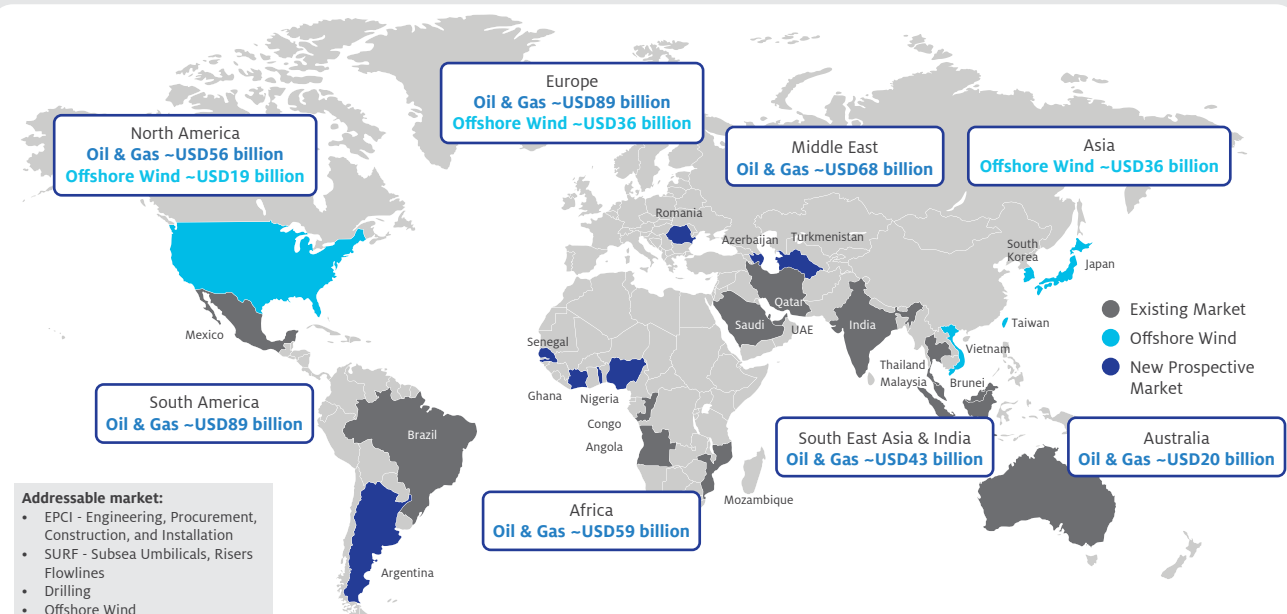 Europe
Oil & Gas ~USD89 billion
Offshore Wind ~USD36 billion
North America
Oil & Gas ~USD56 billion
Offshore Wind ~USD19 billion
Middle East
Oil & Gas ~USD68 billion
Asia
Offshore Wind ~USD36 billion
Romania
Azerbaijan
Turkmenistan
South
Korea
Japan
Mexico
Qatar
Saudi
UAE
India
Taiwan
Vietnam
Thailand
Malaysia
Brunei
Existing Market
Offshore Wind
New Prospective
Market
Senegal
Ghana
Nigeria
Congo
Angola
Mozambique
South America
Oil & Gas ~USD89 billion
Brazil
Argentina
South East Asia & India
Oil & Gas ~USD43 billion
Australia
Oil & Gas ~USD20 billion
Africa
Oil & Gas ~USD59 billion
Addressable market:
• EPCI - Engineering, Procurement,
Construction, and Installation
• SURF - Subsea Umbilicals, Risers
Flowlines
• Drilling
• Offshore Wind